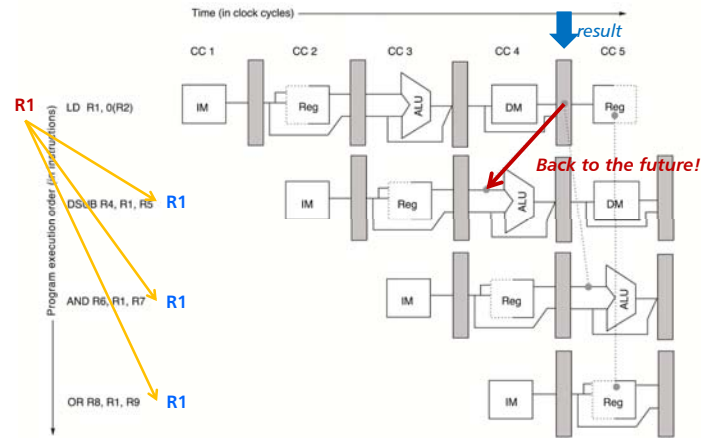 Time (in clock cycles)
result
CC 1 CC 2 CC 3 CC 4 CC 5
R1
LD R1, 0(R2)
IM Reg ALU DM Reg
Back to the future!
DSUB R4, R1, R5
R1
IM Reg ALU DM
Program execution order (in instructions)
AND R6, R1, R7
R1
IM Reg ALU
OR R8, R1, R9
R1
IM Reg